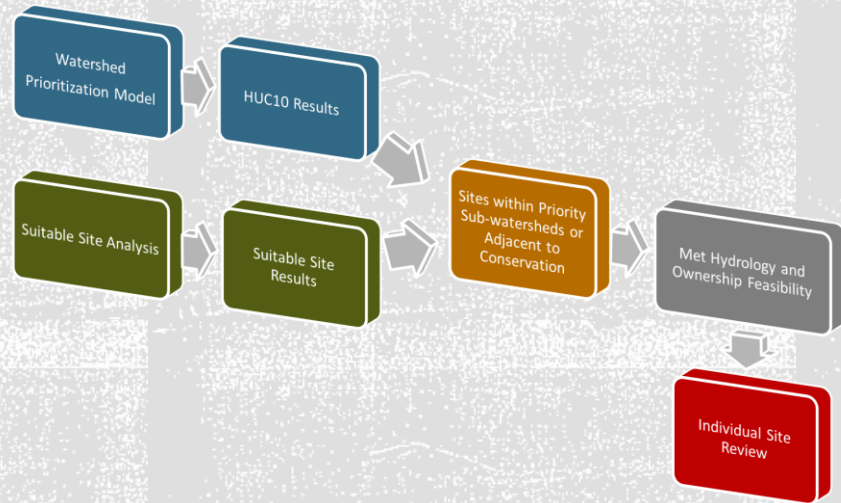 Watershed
Prioritization Model
HUC10 Results
Suitable Site Analysis
Suitable Site
Results
Sites within Priority
Sub-watersheds or
Adjacent to
Conservation
Met Hydrology and
Ownership Feasibility
Individual Site
Review